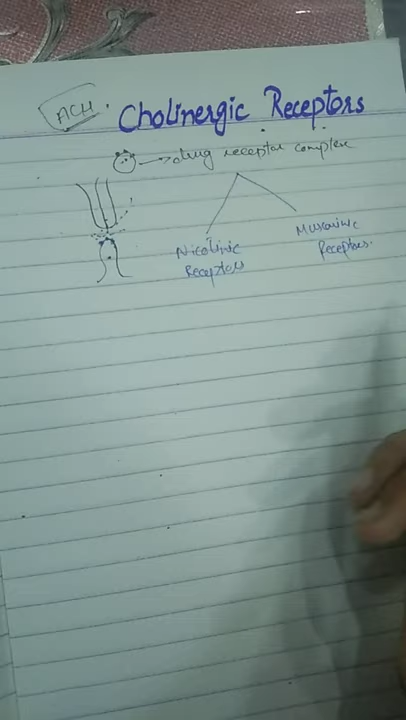 ACH. Cholinergic Receptors
drug receptor complex
Nicotinic
Receptors
Muscarinic
Receptors.